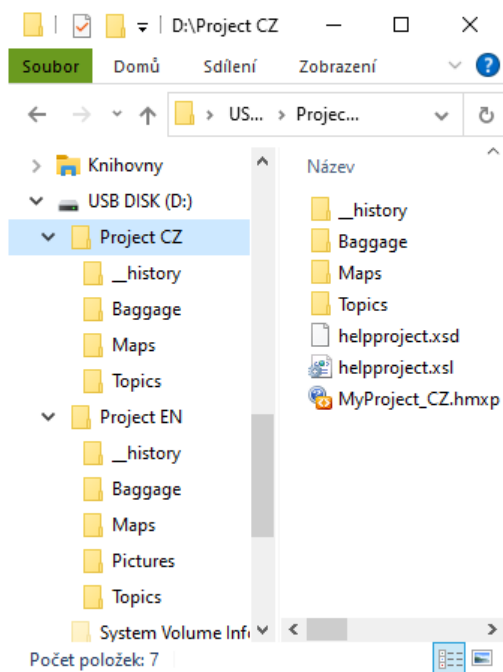 D:\Project CZ
Soubor Domů Sdílení Zobrazení
US... Projec...
Knihovny
USB DISK (D:)
Project CZ
__history
Baggage
Maps
Topics
Project EN
__history
Baggage
Maps
Pictures
Topics
System Volume Info
Název
__history
Baggage
Maps
Topics
helpproject.xsd
helpproject.xsl
MyProject_CZ.hmxp
Počet položek: 7